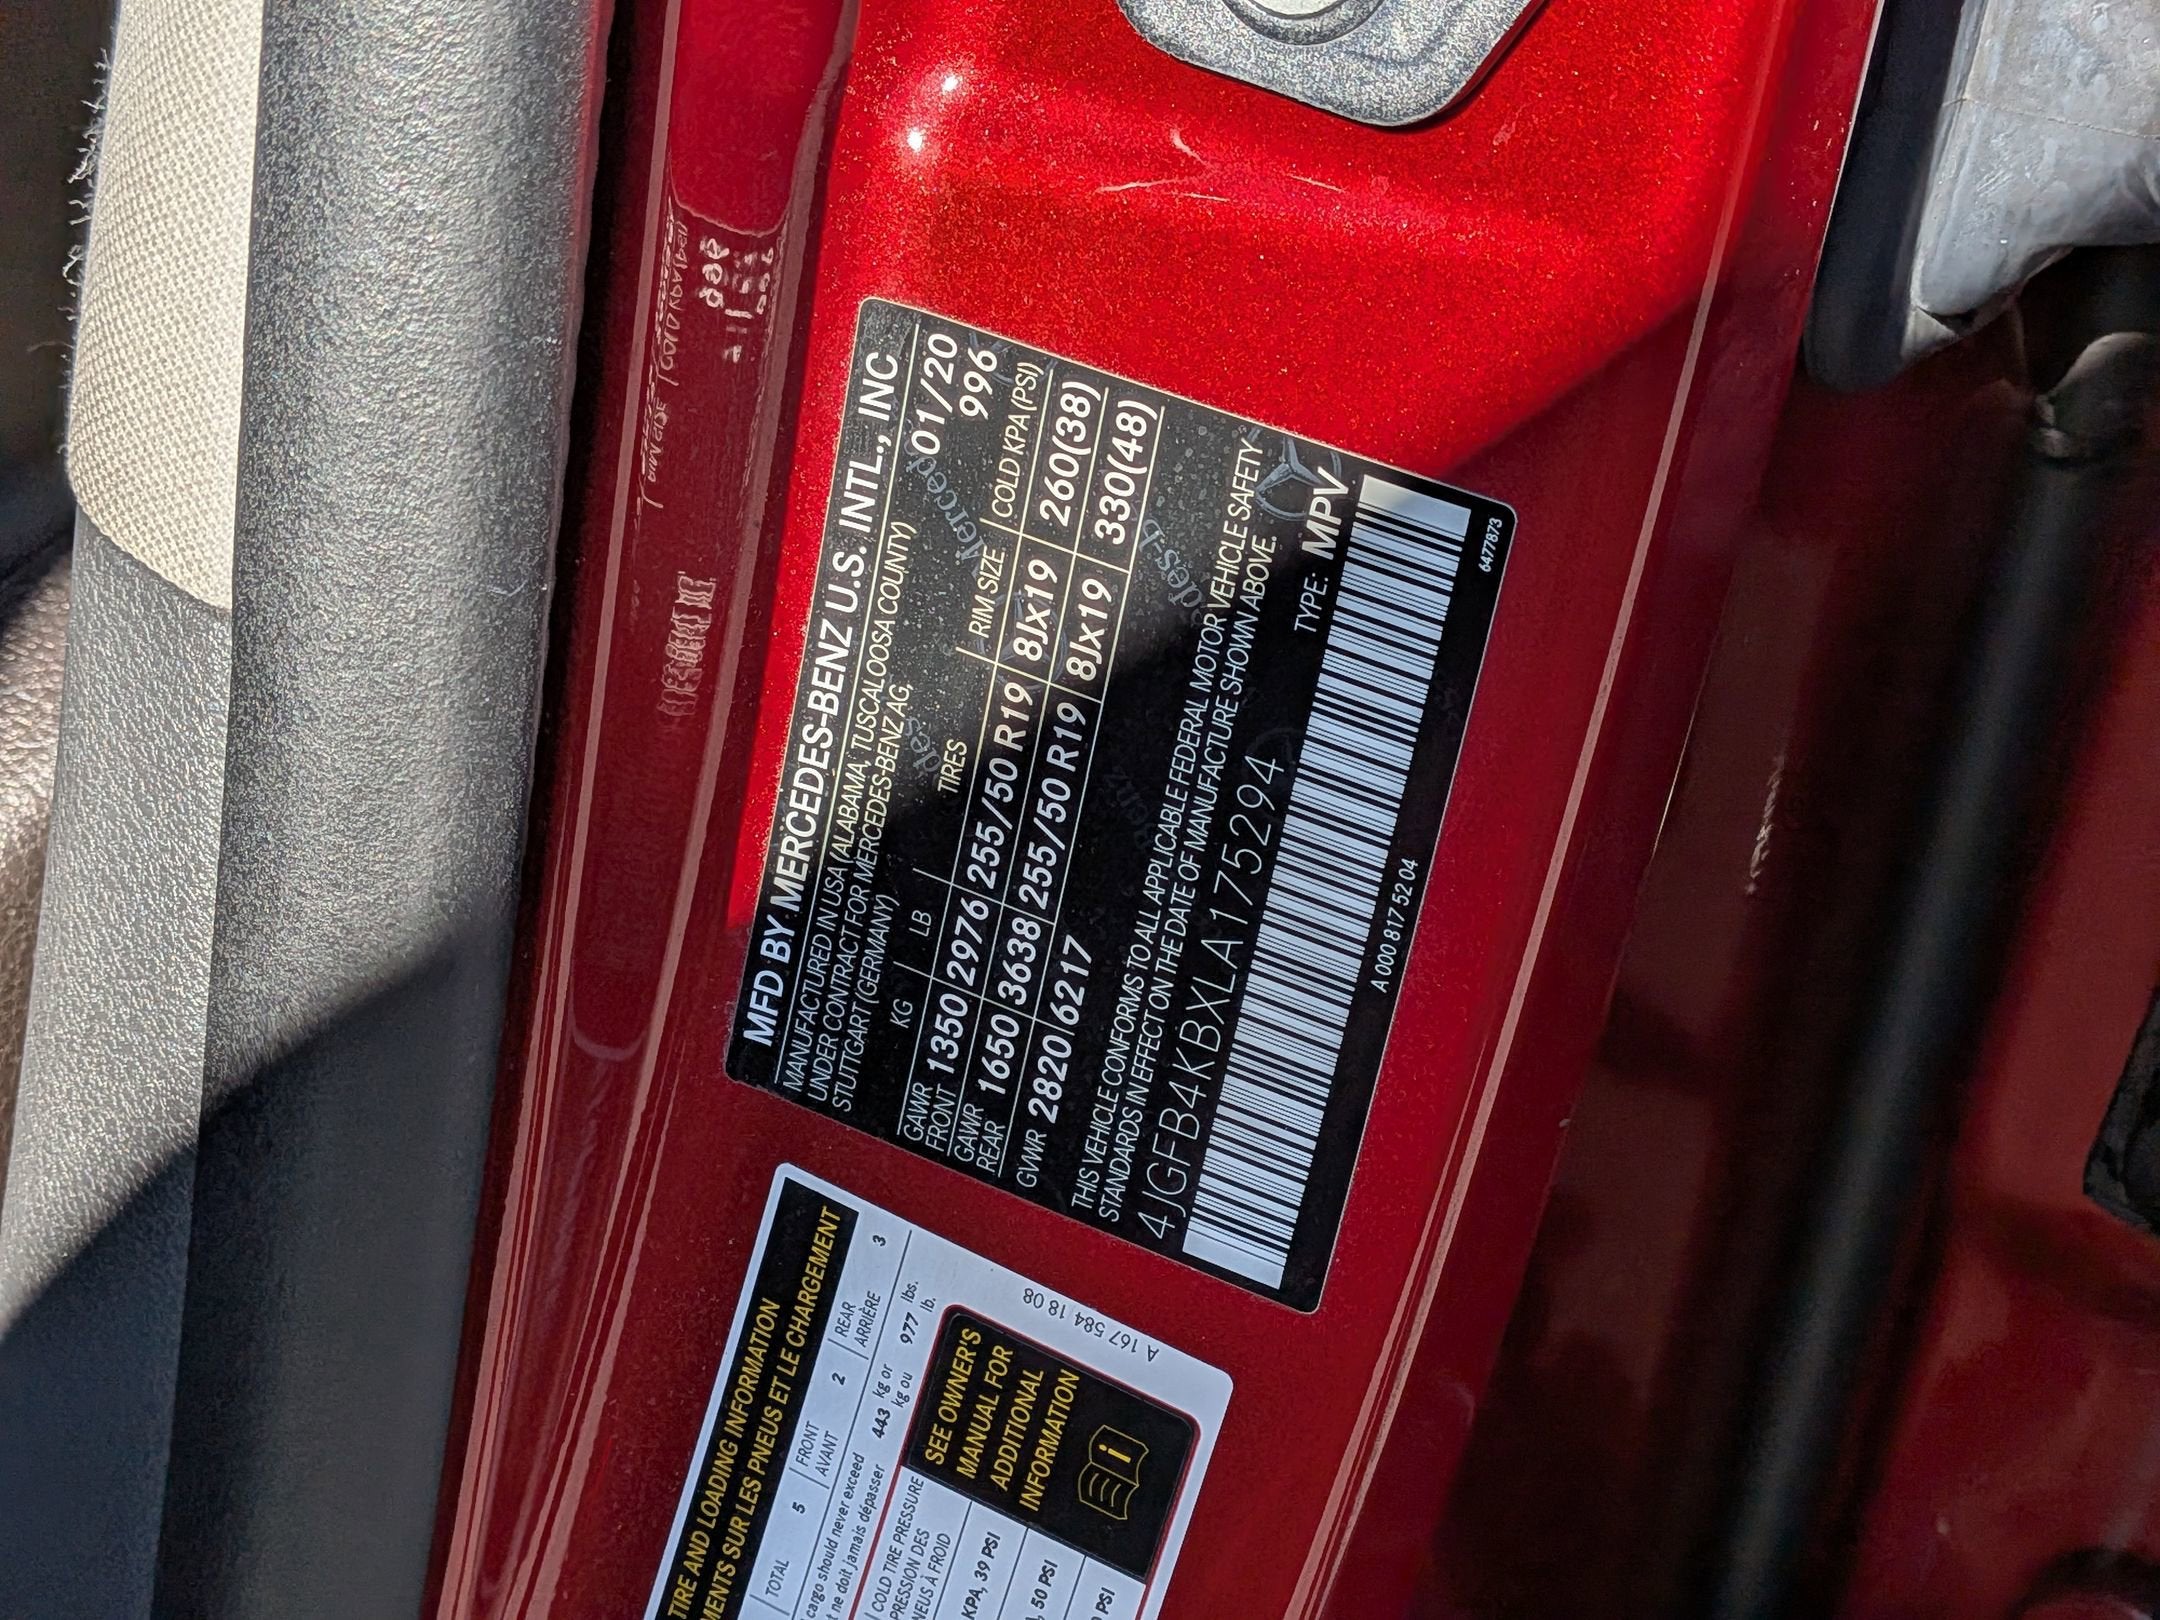 MFD BY MERCEDES-BENZ U.S. INTL., INC
MANUFACTURED IN USA (ALABAMA, TUSCALOOSA COUNTY)
UNDER CONTRACT FOR MERCEDES-BENZ AG,
STUTTGART (GERMANY)
01/20
996
KG LB TIRES RIM SIZE COLD KPA (PSI)
GAWR FRONT 1350 2976 255/50 R19 8Jx19 260(38)
GAWR REAR 1650 3638 255/50 R19 8Jx19 330(48)
GVWR 2820 6217
THIS VEHICLE CONFORMS TO ALL APPLICABLE FEDERAL MOTOR VEHICLE SAFETY
STANDARDS IN EFFECT ON THE DATE OF MANUFACTURE SHOWN ABOVE.
4JGFB4KBXLA175294 TYPE: MPV
A 000 817 52 04
6477873
TIRE AND LOADING INFORMATION
SUR LES PNEUS ET LE CHARGEMENT
TOTAL 5 FRONT AVANT 2 REAR ARRIÈRE 3
cargo should never exceed 443 kg or 977 lbs.
ne doit jamais dépasser kg ou lb.
COLD TIRE PRESSURE
PRESSION DES
PNEUS À FROID
KPA, 39 PSI
50 PSI
PSI
SEE OWNER'S
MANUAL FOR
ADDITIONAL
INFORMATION
A 167 584 18 08